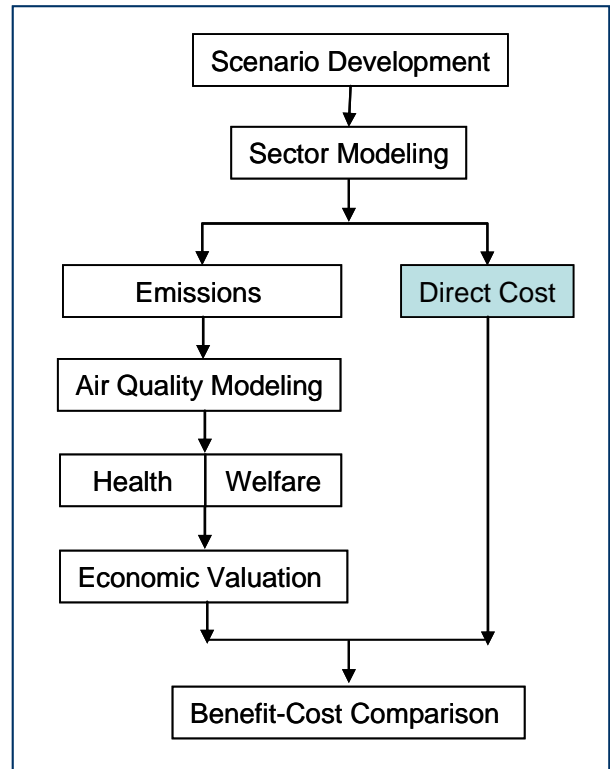 Scenario Development
Sector Modeling
Emissions
Direct Cost
Air Quality Modeling
Health
Welfare
Economic Valuation
Benefit-Cost Comparison